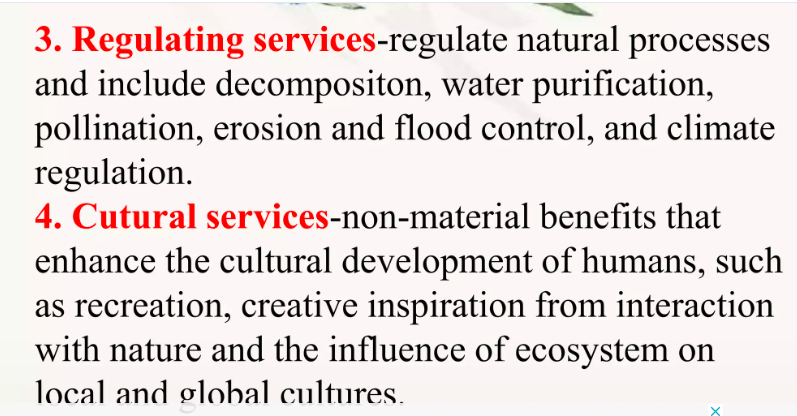 3. Regulating services-regulate natural processes
and include decompositon, water purification,
pollination, erosion and flood control, and climate
regulation.
4. Cutural services-non-material benefits that
enhance the cultural development of humans, such
as recreation, creative inspiration from interaction
with nature and the influence of ecosystem on
local and global cultures.